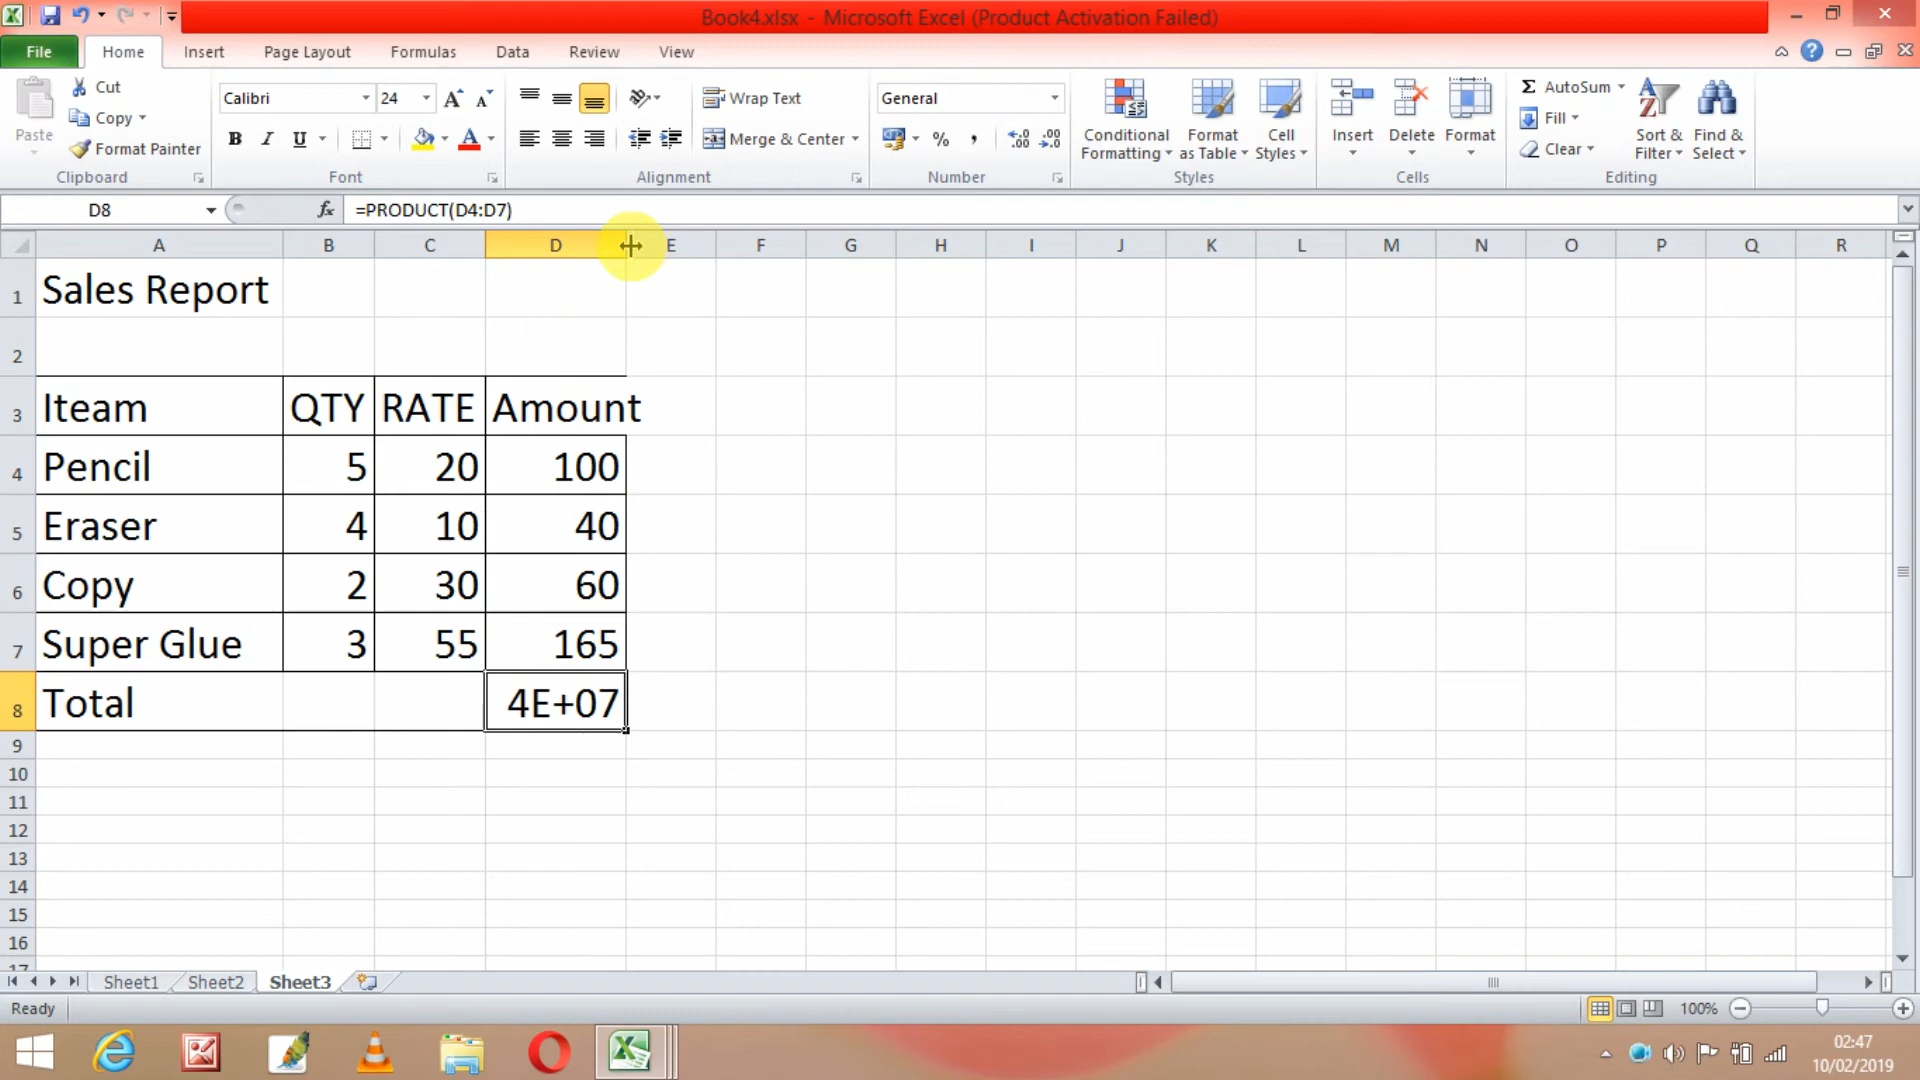 Book4.xlsx - Microsoft Excel (Product Activation Failed)
File Home Insert Page Layout Formulas Data Review View
Paste
Cut
Copy
Format Painter
Clipboard
Calibri 24
B I U
Font
Wrap Text
Merge & Center
Alignment
General
% ,
Number
Conditional Formatting
Format as Table
Cell Styles
Styles
Insert Delete Format
Cells
Σ AutoSum
Fill
Clear
Sort & Filter
Find & Select
Editing
D8 fx =PRODUCT(D4:D7)
A B C D E F G H I J K L M N O P Q R
1 Sales Report
2
3 Iteam QTY RATE Amount
4 Pencil 5 20 100
5 Eraser 4 10 40
6 Copy 2 30 60
7 Super Glue 3 55 165
8 Total 4E+07
9
10
11
12
13
14
15
16
17
Sheet1 Sheet2 Sheet3
Ready 100%
02:47
10/02/2019